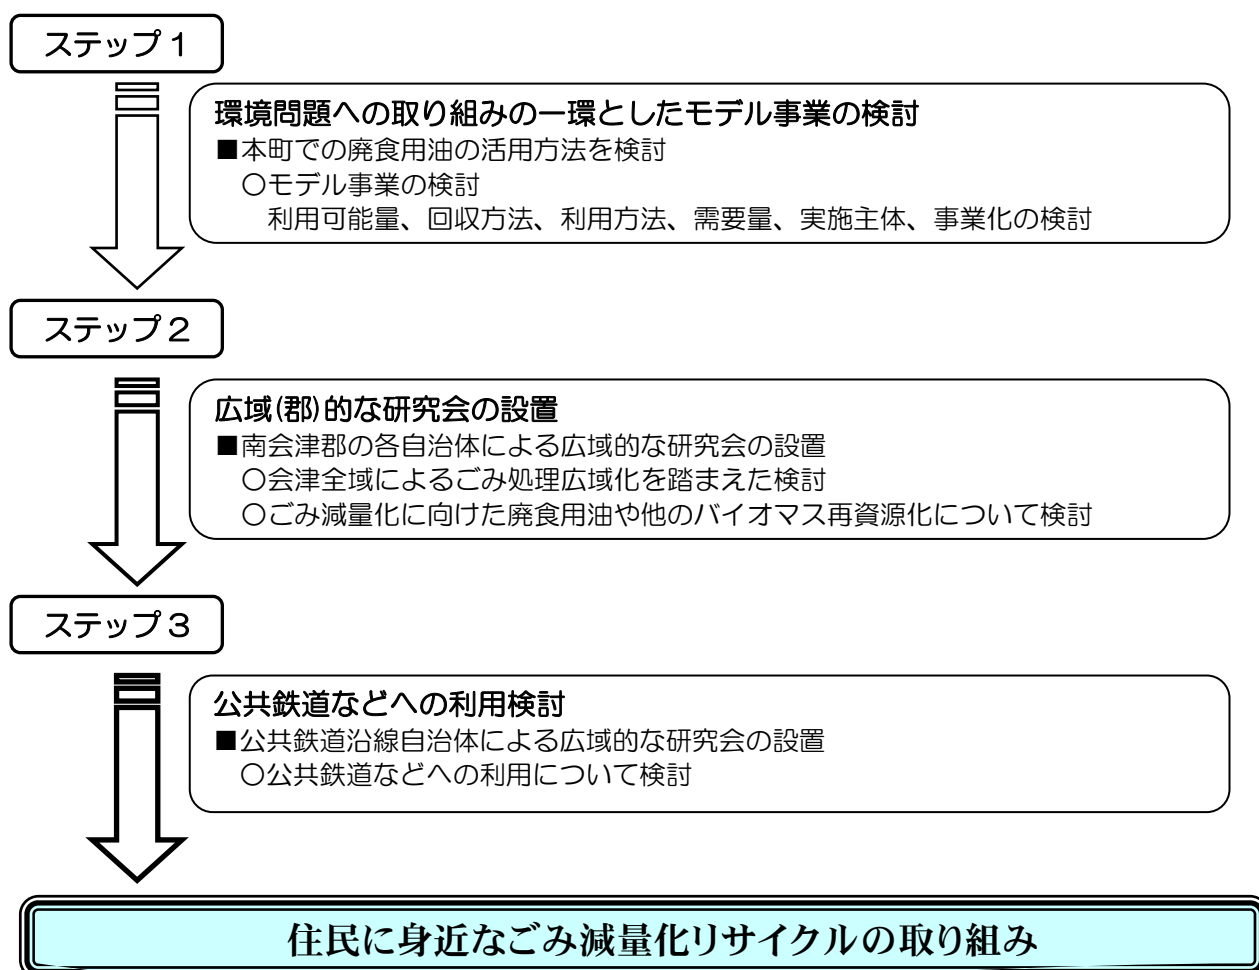 ステップ１
環境問題への取り組みの一環としたモデル事業の検討
■本町での廃食用油の活用方法を検討
○モデル事業の検討
利用可能量、回収方法、利用方法、需要量、実施主体、事業化の検討
ステップ２
広域(郡)的な研究会の設置
■南会津郡の各自治体による広域的な研究会の設置
○会津全域によるごみ処理広域化を踏まえた検討
○ごみ減量化に向けた廃食用油や他のバイオマス再資源化について検討
ステップ３
公共鉄道などへの利用検討
■公共鉄道沿線自治体による広域的な研究会の設置
○公共鉄道などへの利用について検討
住民に身近なごみ減量化リサイクルの取り組み